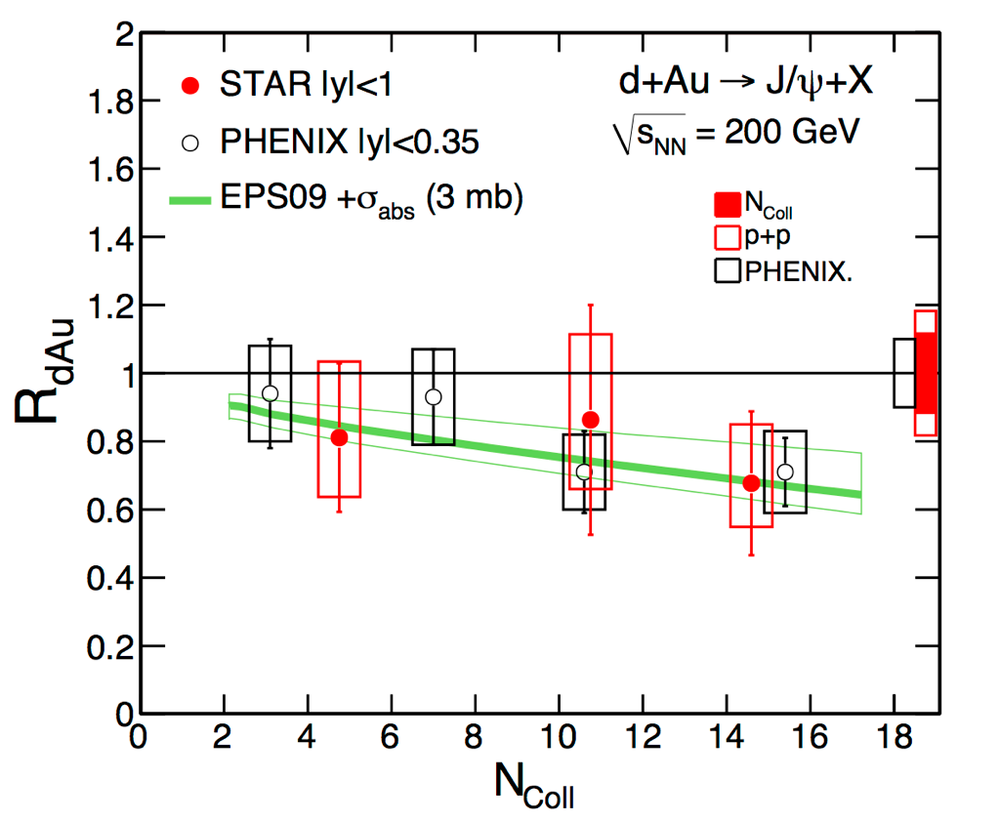 2
1.8
1.6
1.4
1.2
1
0.8
0.6
0.4
0.2
0
R_dAu
STAR |y|<1
PHENIX |y|<0.35
EPS09 +σ_abs (3 mb)
d+Au → J/ψ+X
√s_NN = 200 GeV
N_Coll
p+p
PHENIX.
0 2 4 6 8 10 12 14 16 18
N_Coll